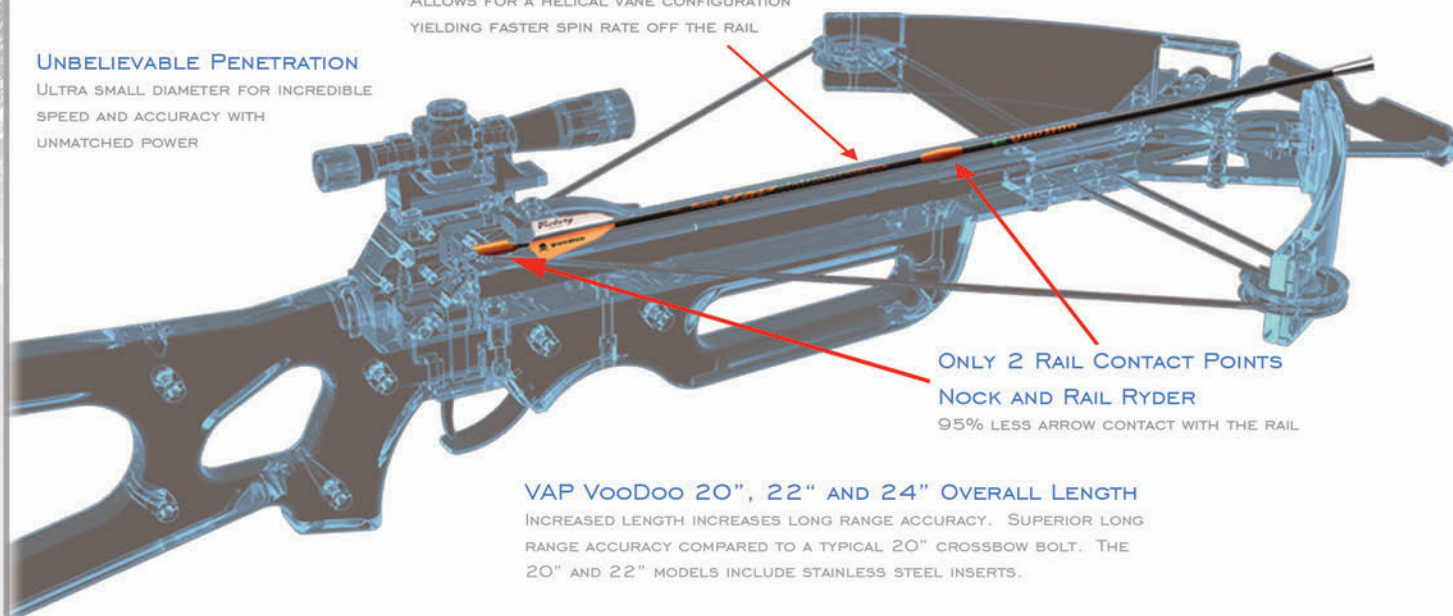 ALLOWS FOR A HELICAL VANE CONFIGURATION
YIELDING FASTER SPIN RATE OFF THE RAIL
UNBELIEVABLE PENETRATION
ULTRA SMALL DIAMETER FOR INCREDIBLE
SPEED AND ACCURACY WITH
UNMATCHED POWER
Victory
VOODOO
ONLY 2 RAIL CONTACT POINTS
NOCK AND RAIL RYDER
95% LESS ARROW CONTACT WITH THE RAIL
VAP VOODOO 20”, 22“ AND 24” OVERALL LENGTH
INCREASED LENGTH INCREASES LONG RANGE ACCURACY. SUPERIOR LONG
RANGE ACCURACY COMPARED TO A TYPICAL 20” CROSSBOW BOLT. THE
20” AND 22” MODELS INCLUDE STAINLESS STEEL INSERTS.